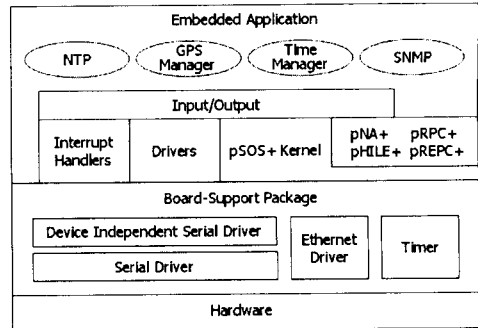 Embedded Application
NTP
GPS
Manager
Time
Manager
SNMP
Input/Output
Interrupt
Handlers
Drivers
pSOS+ Kernel
pNA+ pRPC+
pHILE+ pREPC+
Board-Support Package
Device Independent Serial Driver
Serial Driver
Ethernet
Driver
Timer
Hardware